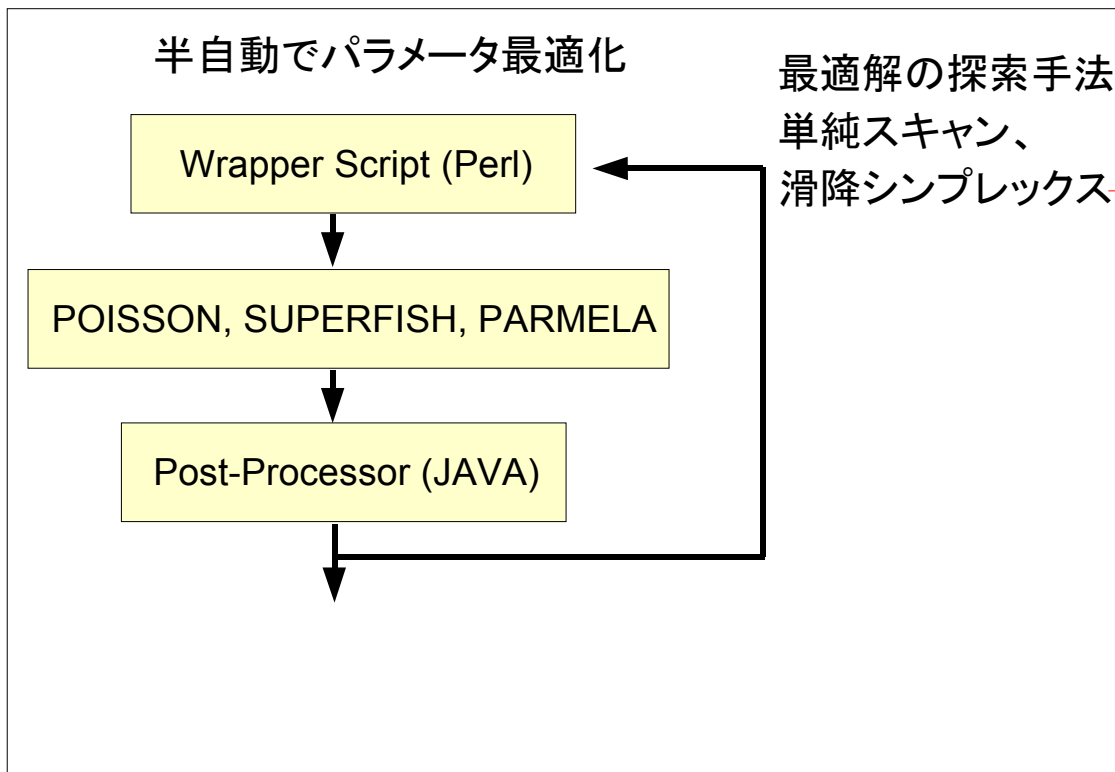 半自動でパラメータ最適化
最適解の探索手法
単純スキャン、
滑降シンプレックス
Wrapper Script (Perl)
POISSON, SUPERFISH, PARMELA
Post-Processor (JAVA)